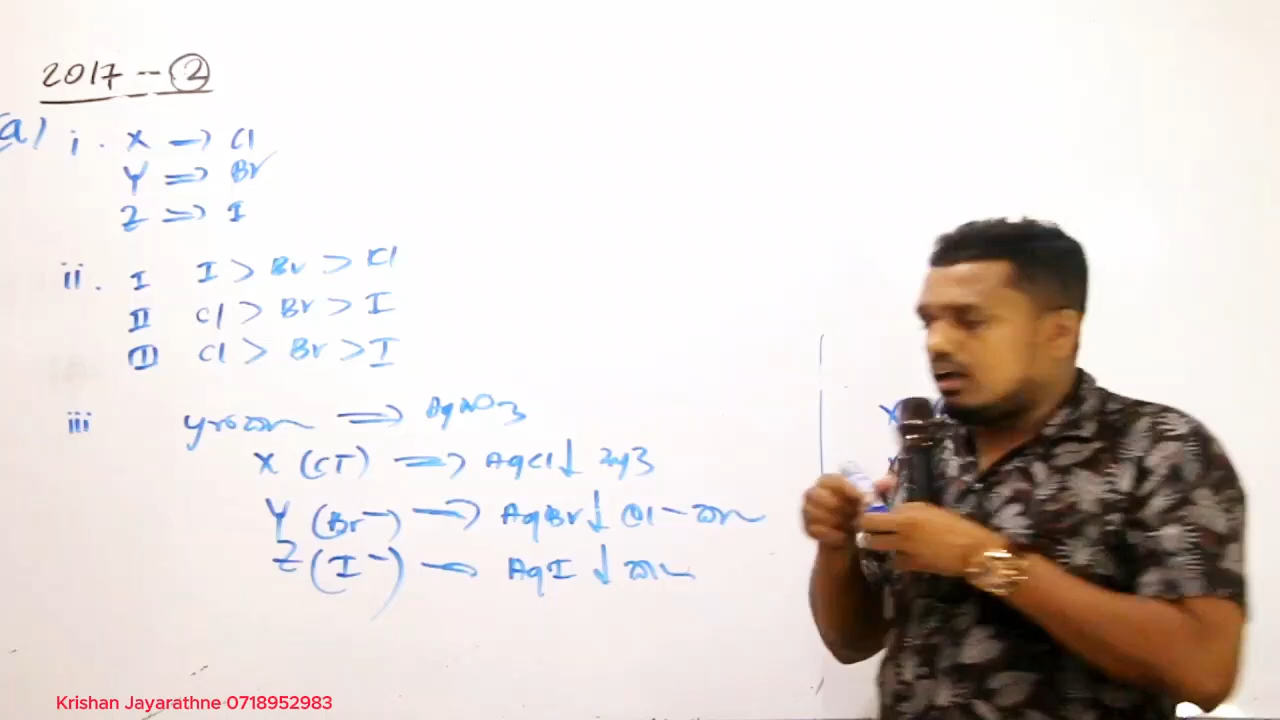 2017 -- 2
(a) i. X → Cl
Y ⇒ Br
Z ⇒ I
ii. I I > Br > Cl
II Cl > Br > I
III Cl > Br > I
iii ⇒ AgNO3
X (Cl⁻) → AgCl↓
Y (Br⁻) → AgBr↓
Z (I⁻) → AgI↓
X
Krishan Jayarathne 0718952983